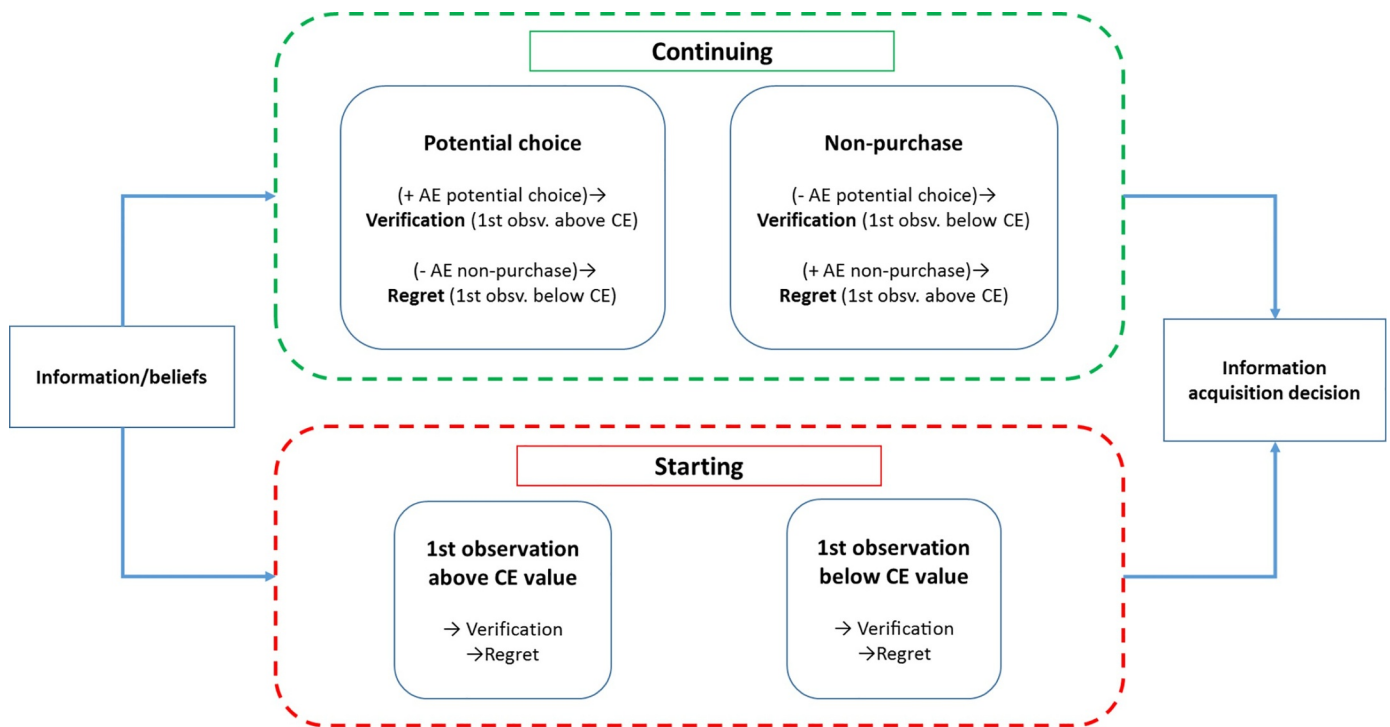 Continuing
Potential choice
(+ AE potential choice)→
Verification (1st obsv. above CE)
(- AE non-purchase)→
Regret (1st obsv. below CE)
Non-purchase
(- AE potential choice)→
Verification (1st obsv. below CE)
(+ AE non-purchase)→
Regret (1st obsv. above CE)
Information/beliefs
Information
acquisition decision
Starting
1st observation
above CE value
→ Verification
→Regret
1st observation
below CE value
→ Verification
→Regret